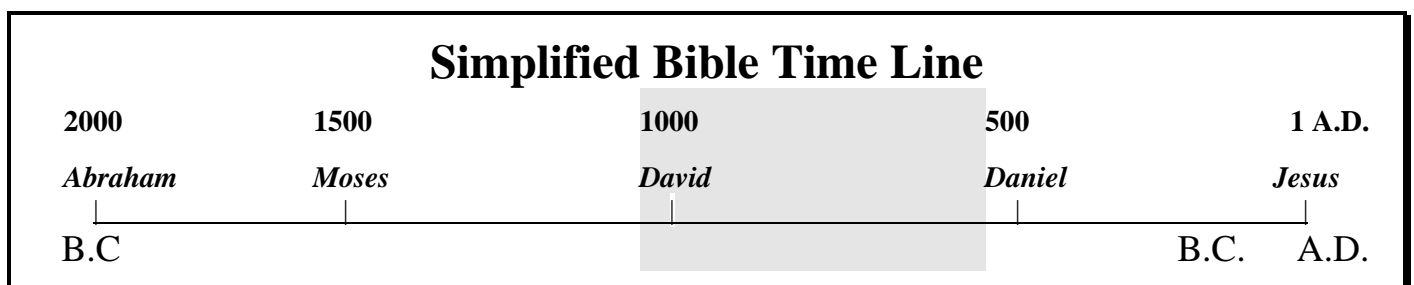 Simplified Bible Time Line
2000 1500 1000 500 1 A.D.
Abraham Moses David Daniel Jesus
B.C B.C. A.D.